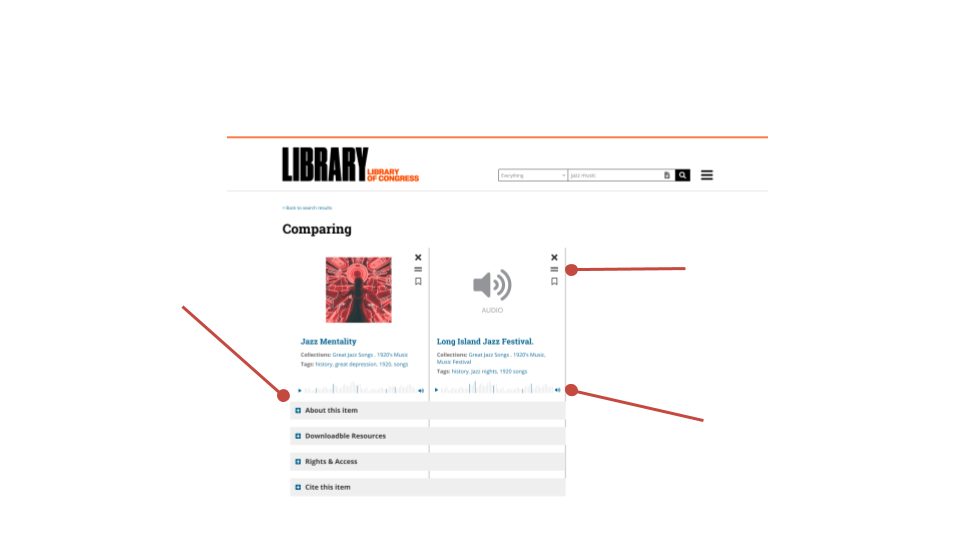 LIBRARY
LIBRARY
OF CONGRESS
Everything
jazz music
< Back to search results
Comparing
AUDIO
Jazz Mentality
Collections: Great Jazz Songs , 1920's Music
Tags: history, great depression, 1920, songs
Long Island Jazz Festival.
Collections: Great Jazz Songs , 1920's Music,
Music Festival
Tags: history, Jazz nights, 1920 songs
About this item
Downloadble Resources
Rights & Access
Cite this item